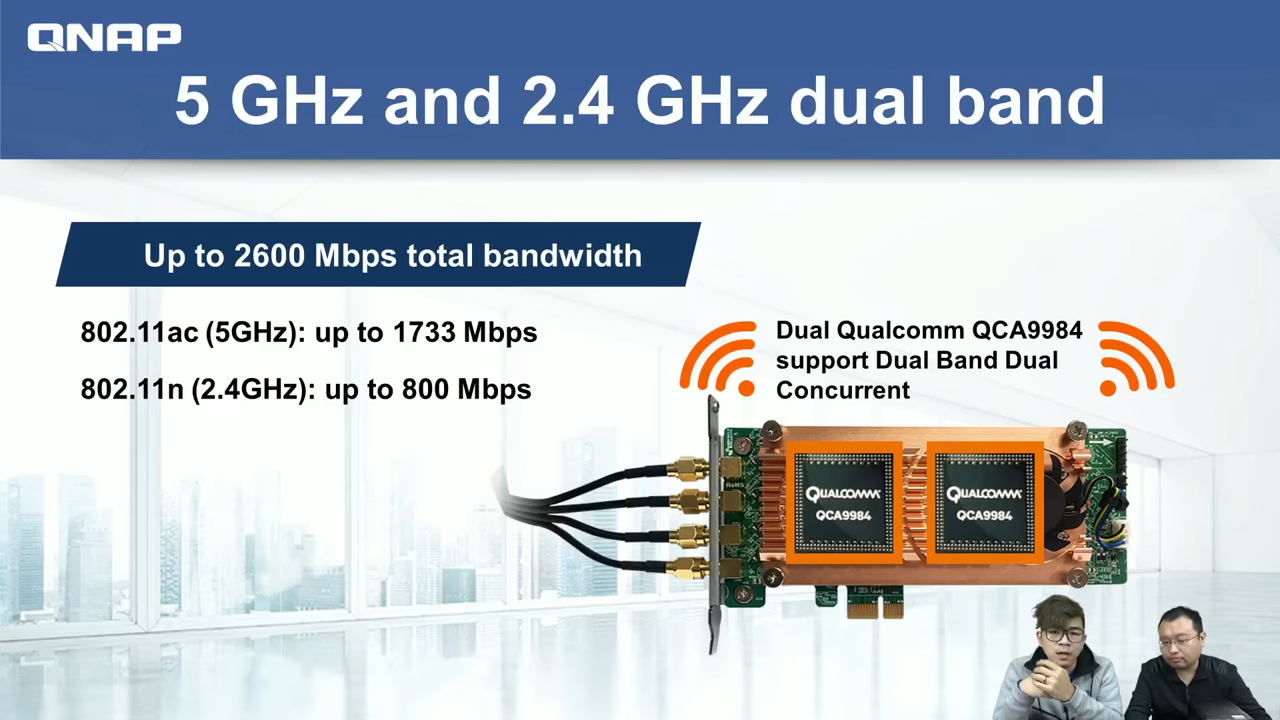 QNAP
5 GHz and 2.4 GHz dual band
Up to 2600 Mbps total bandwidth
802.11ac (5GHz): up to 1733 Mbps
802.11n (2.4GHz): up to 800 Mbps
Dual Qualcomm QCA9984
support Dual Band Dual
Concurrent
RoHS
QUALCOMM
QCA9984
QUALCOMM
QCA9984